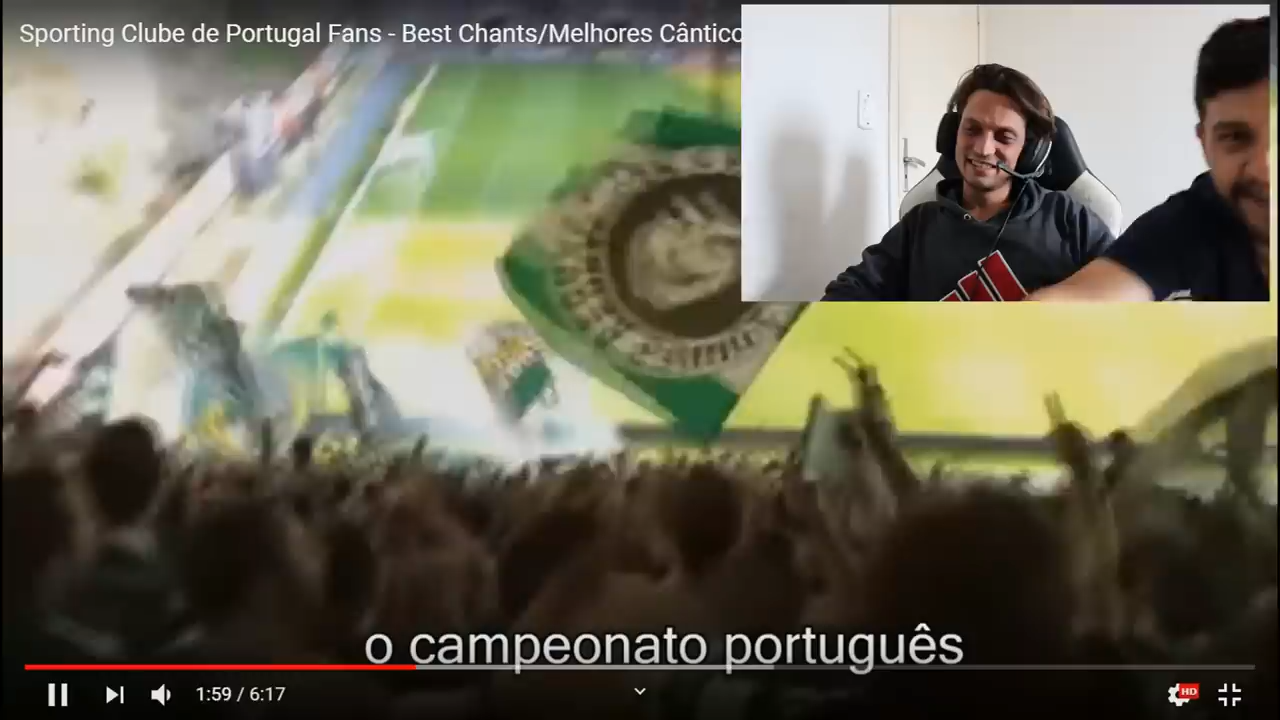 Sporting Clube de Portugal Fans - Best Chants/Melhores Cântico
o campeonato português
1:59 / 6:17
HD